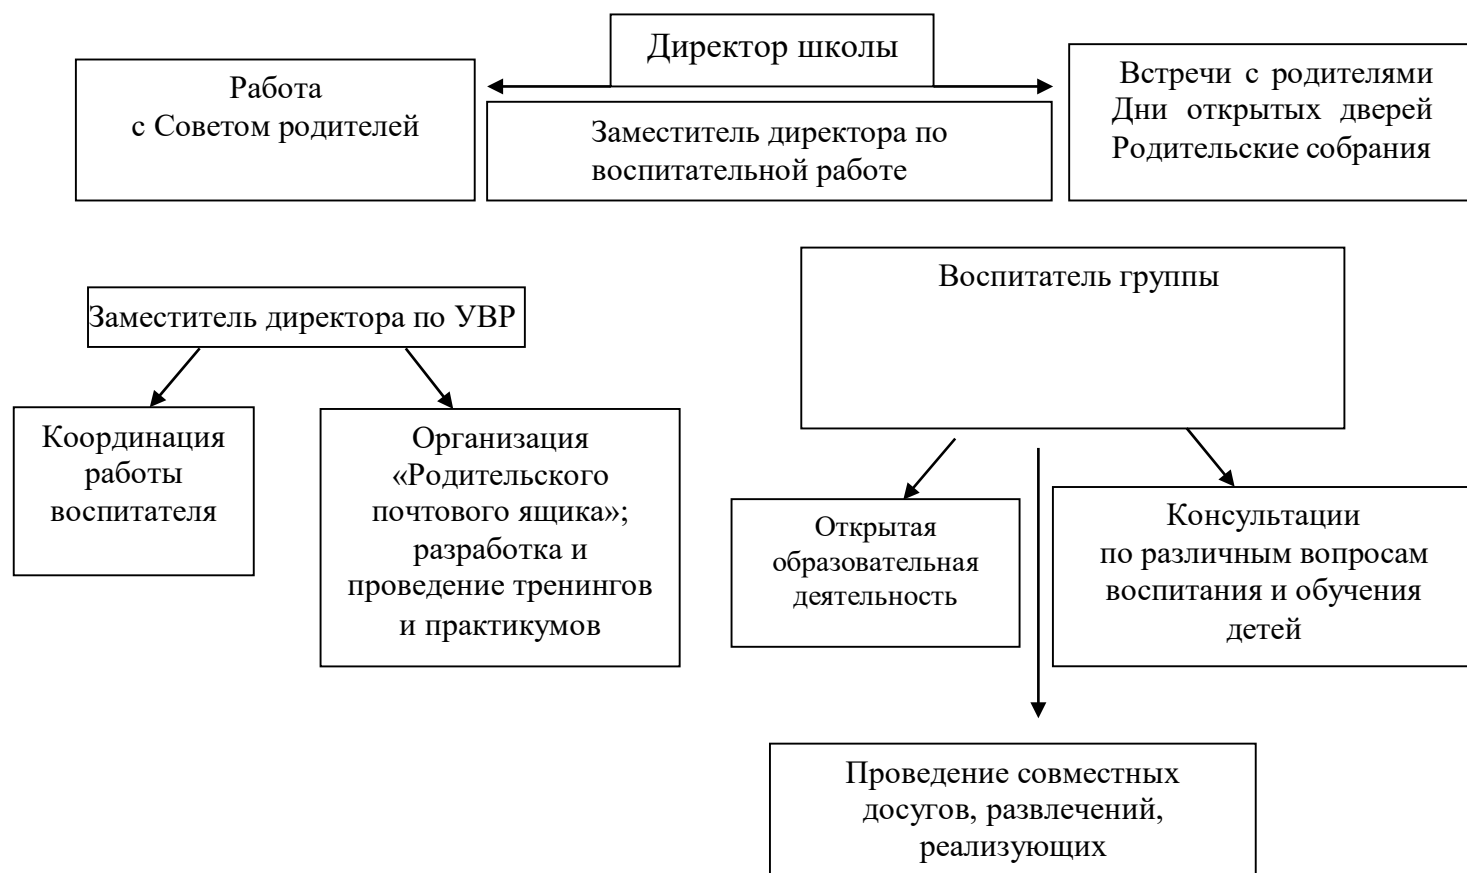 Директор школы
Работа
с Советом родителей
Встречи с родителями
Дни открытых дверей
Родительские собрания
Заместитель директора по
воспитательной работе
Заместитель директора по УВР
Воспитатель группы
Координация
работы
воспитателя
Организация
«Родительского
почтового ящика»;
разработка и
проведение тренингов
и практикумов
Открытая
образовательная
деятельность
Консультации
по различным вопросам
воспитания и обучения
детей
Проведение совместных
досугов, развлечений,
реализующих